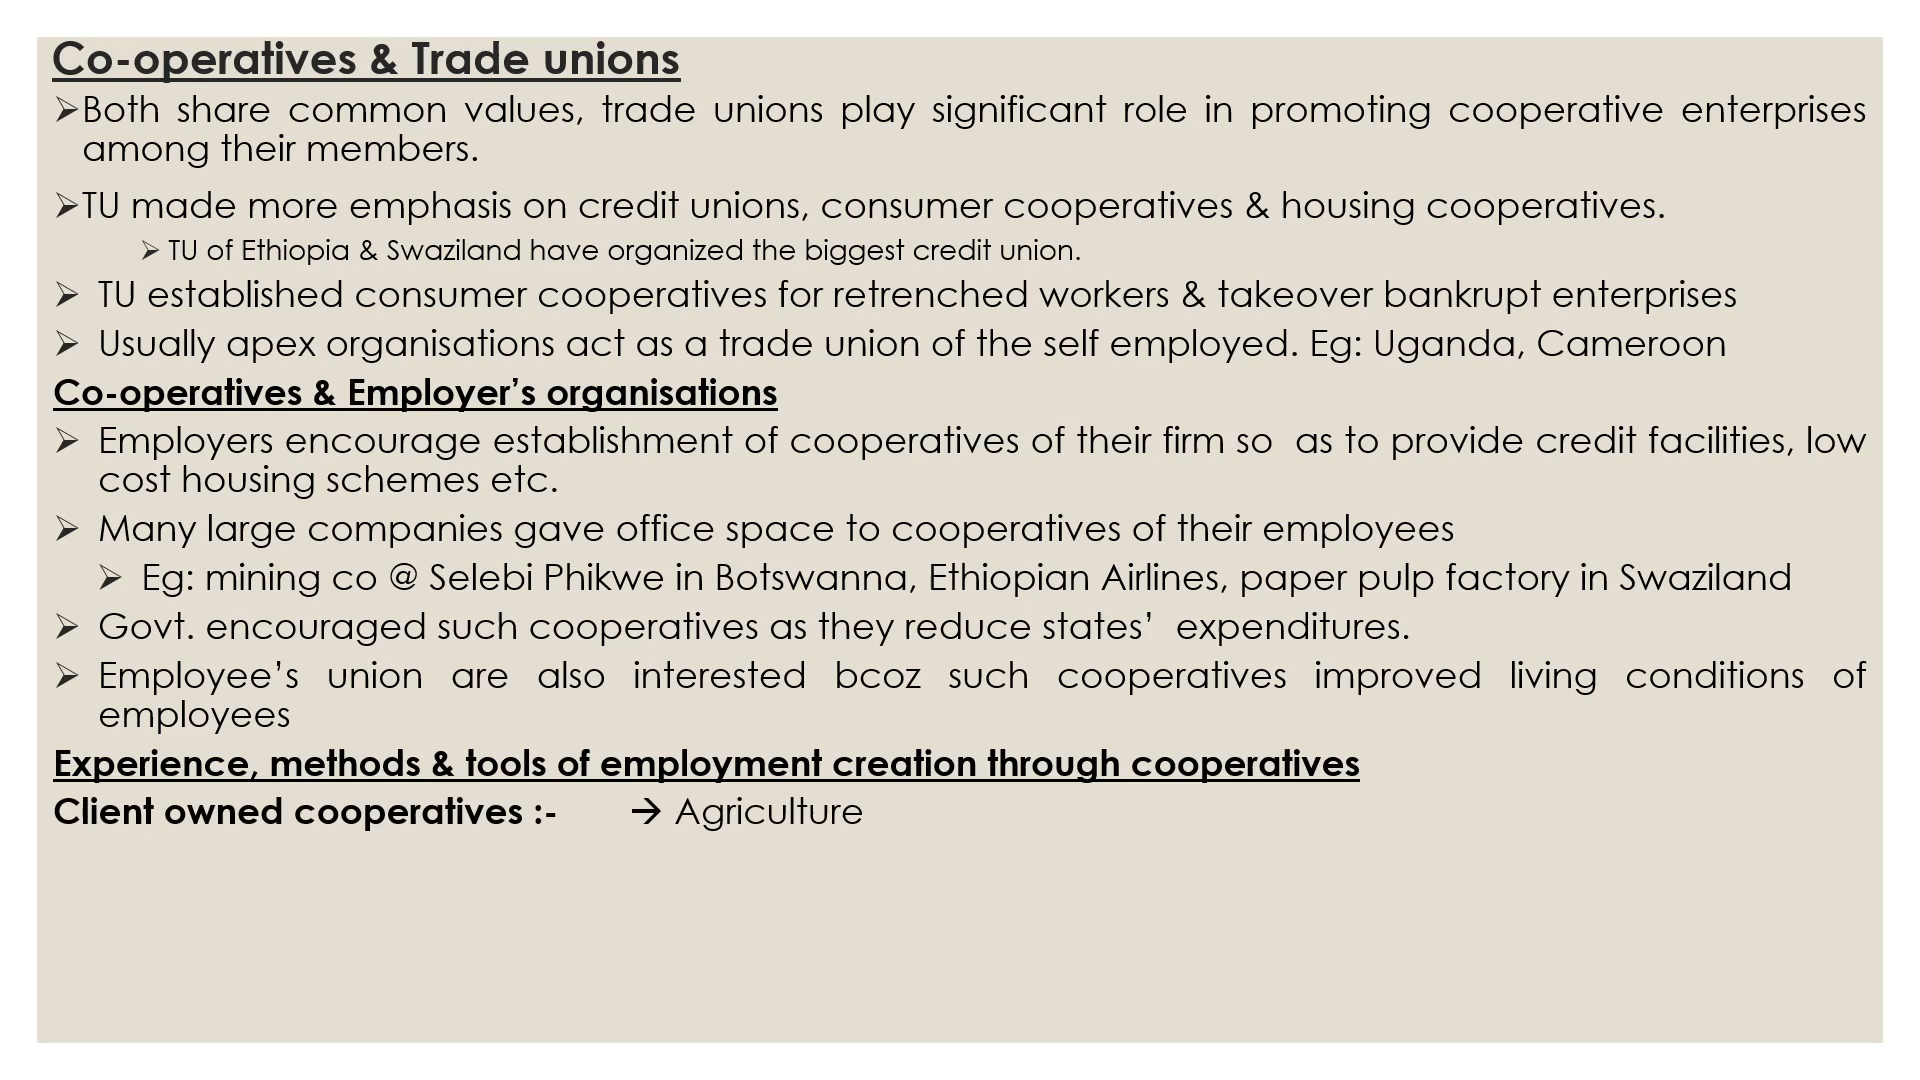 Co-operatives & Trade unions
➢Both share common values, trade unions play significant role in promoting cooperative enterprises
among their members.
➢TU made more emphasis on credit unions, consumer cooperatives & housing cooperatives.
➢ TU of Ethiopia & Swaziland have organized the biggest credit union.
➢ TU established consumer cooperatives for retrenched workers & takeover bankrupt enterprises
➢ Usually apex organisations act as a trade union of the self employed. Eg: Uganda, Cameroon
Co-operatives & Employer’s organisations
➢ Employers encourage establishment of cooperatives of their firm so as to provide credit facilities, low
cost housing schemes etc.
➢ Many large companies gave office space to cooperatives of their employees
➢ Eg: mining co @ Selebi Phikwe in Botswanna, Ethiopian Airlines, paper pulp factory in Swaziland
➢ Govt. encouraged such cooperatives as they reduce states’ expenditures.
➢ Employee’s union are also interested bcoz such cooperatives improved living conditions of
employees
Experience, methods & tools of employment creation through cooperatives
Client owned cooperatives :- → Agriculture